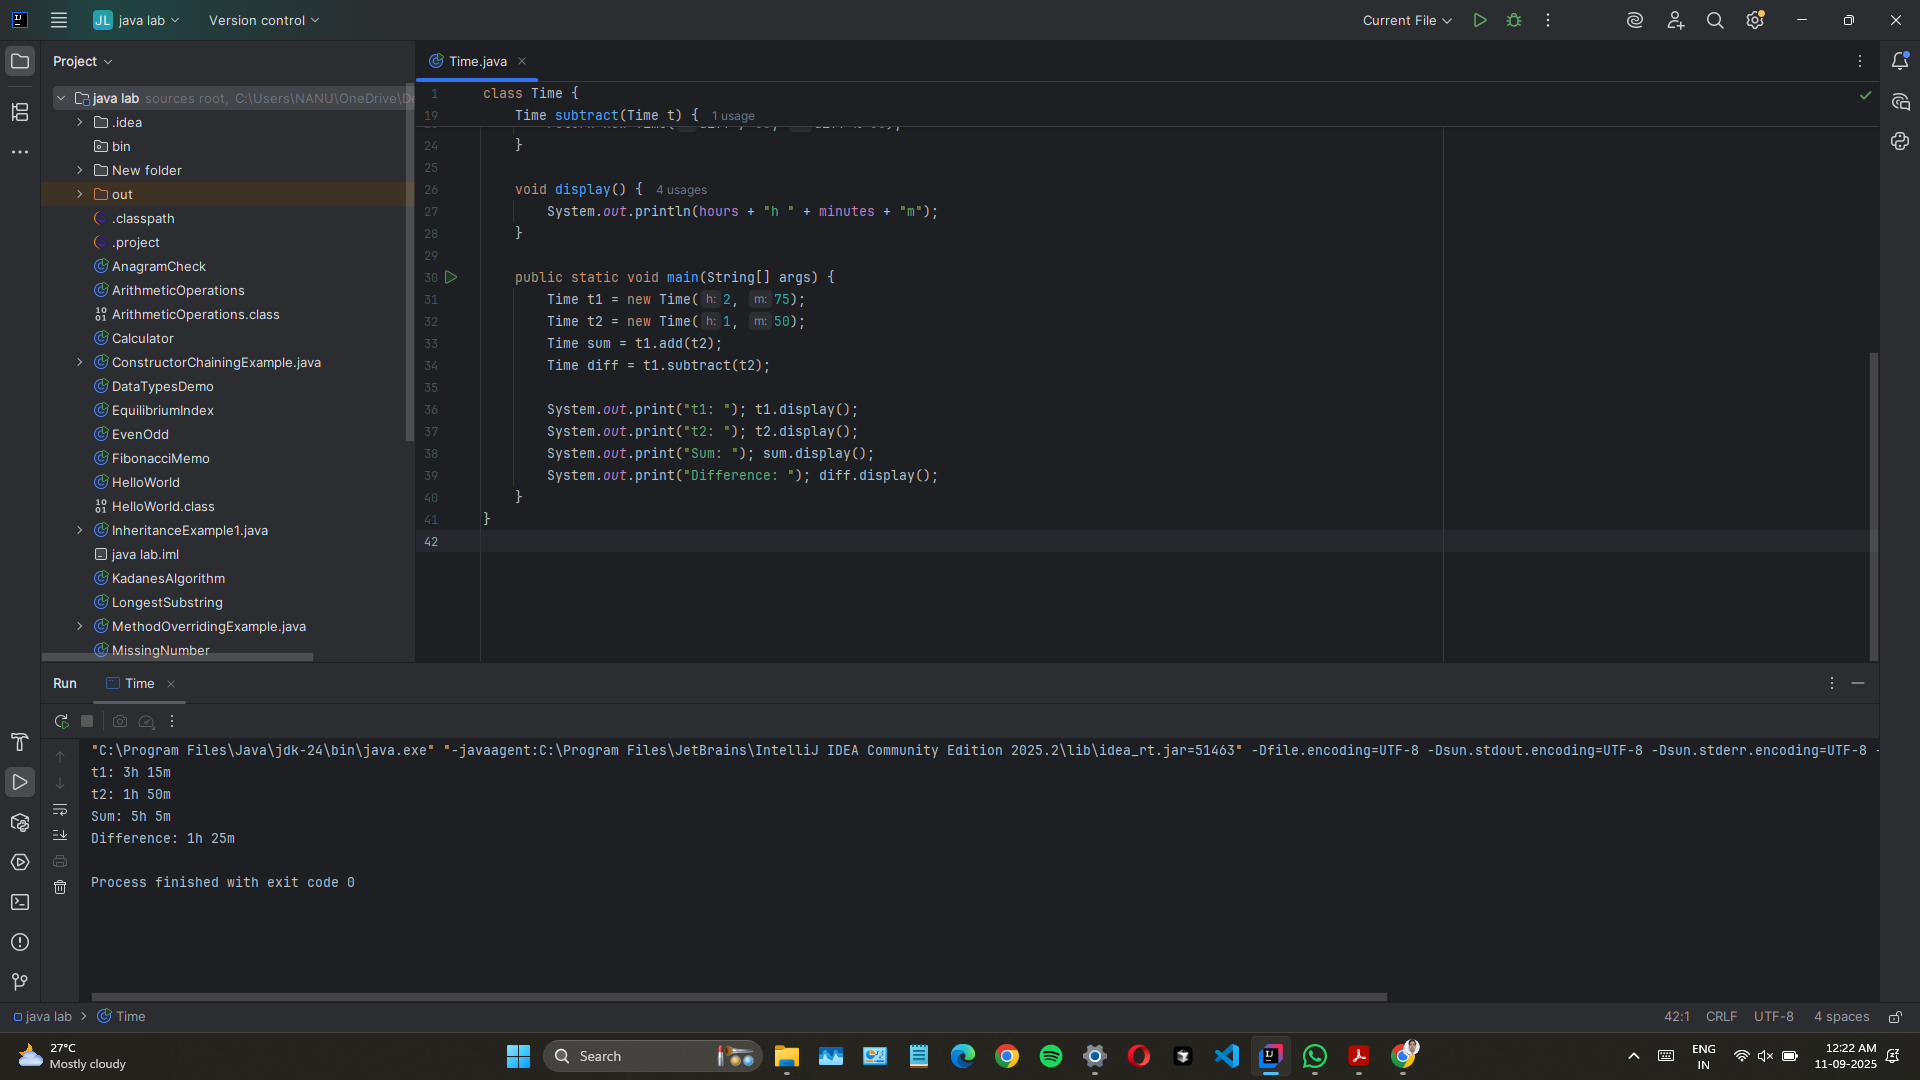 JL java lab Version control Current File
Project
Time.java
java lab sources root, C:\Users\NANU\OneDrive\De
.idea
bin
New folder
out
.classpath
.project
AnagramCheck
ArithmeticOperations
ArithmeticOperations.class
Calculator
ConstructorChainingExample.java
DataTypesDemo
EquilibriumIndex
EvenOdd
FibonacciMemo
HelloWorld
HelloWorld.class
InheritanceExample1.java
java lab.iml
KadanesAlgorithm
LongestSubstring
MethodOverridingExample.java
MissingNumber
1 class Time {
19 Time subtract(Time t) { 1 usage
24 }
25
26 void display() { 4 usages
27 System.out.println(hours + "h " + minutes + "m");
28 }
29
30 public static void main(String[] args) {
31 Time t1 = new Time( h: 2, m: 75);
32 Time t2 = new Time( h: 1, m: 50);
33 Time sum = t1.add(t2);
34 Time diff = t1.subtract(t2);
35
36 System.out.print("t1: "); t1.display();
37 System.out.print("t2: "); t2.display();
38 System.out.print("Sum: "); sum.display();
39 System.out.print("Difference: "); diff.display();
40 }
41 }
42
Run Time
"C:\Program Files\Java\jdk-24\bin\java.exe" "-javaagent:C:\Program Files\JetBrains\IntelliJ IDEA Community Edition 2025.2\lib\idea_rt.jar=51463" -Dfile.encoding=UTF-8 -Dsun.stdout.encoding=UTF-8 -Dsun.stderr.encoding=UTF-8 -
t1: 3h 15m
t2: 1h 50m
Sum: 5h 5m
Difference: 1h 25m
Process finished with exit code 0
java lab Time 42:1 CRLF UTF-8 4 spaces
27°C
Mostly cloudy
Search
ENG
IN
12:22 AM
11-09-2025